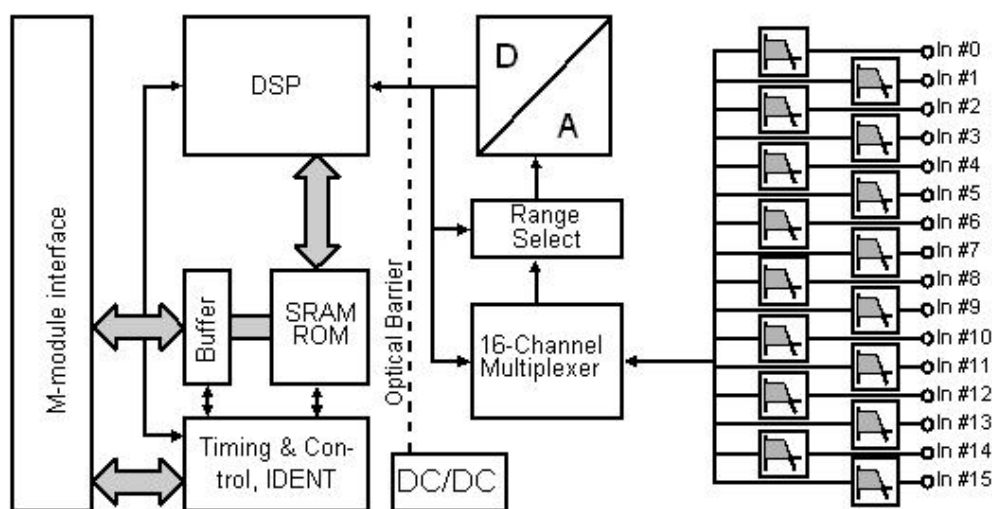 M-module interface
DSP
Buffer
SRAM
ROM
Timing & Con-
trol, IDENT
Optical Barrier
DC/DC
D
A
Range
Select
16-Channel
Multiplexer
In #0
In #1
In #2
In #3
In #4
In #5
In #6
In #7
In #8
In #9
In #10
In #11
In #12
In #13
In #14
In #15